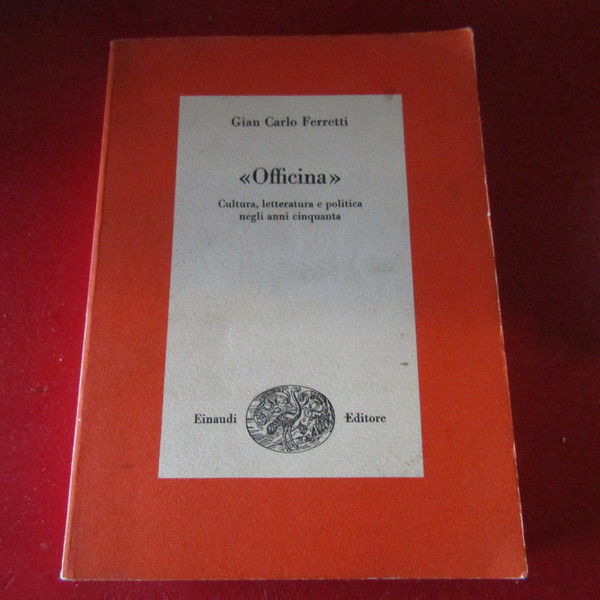 Gian Carlo Ferretti
«Officina»
Cultura, letteratura e politica
negli anni cinquanta
Einaudi Editore